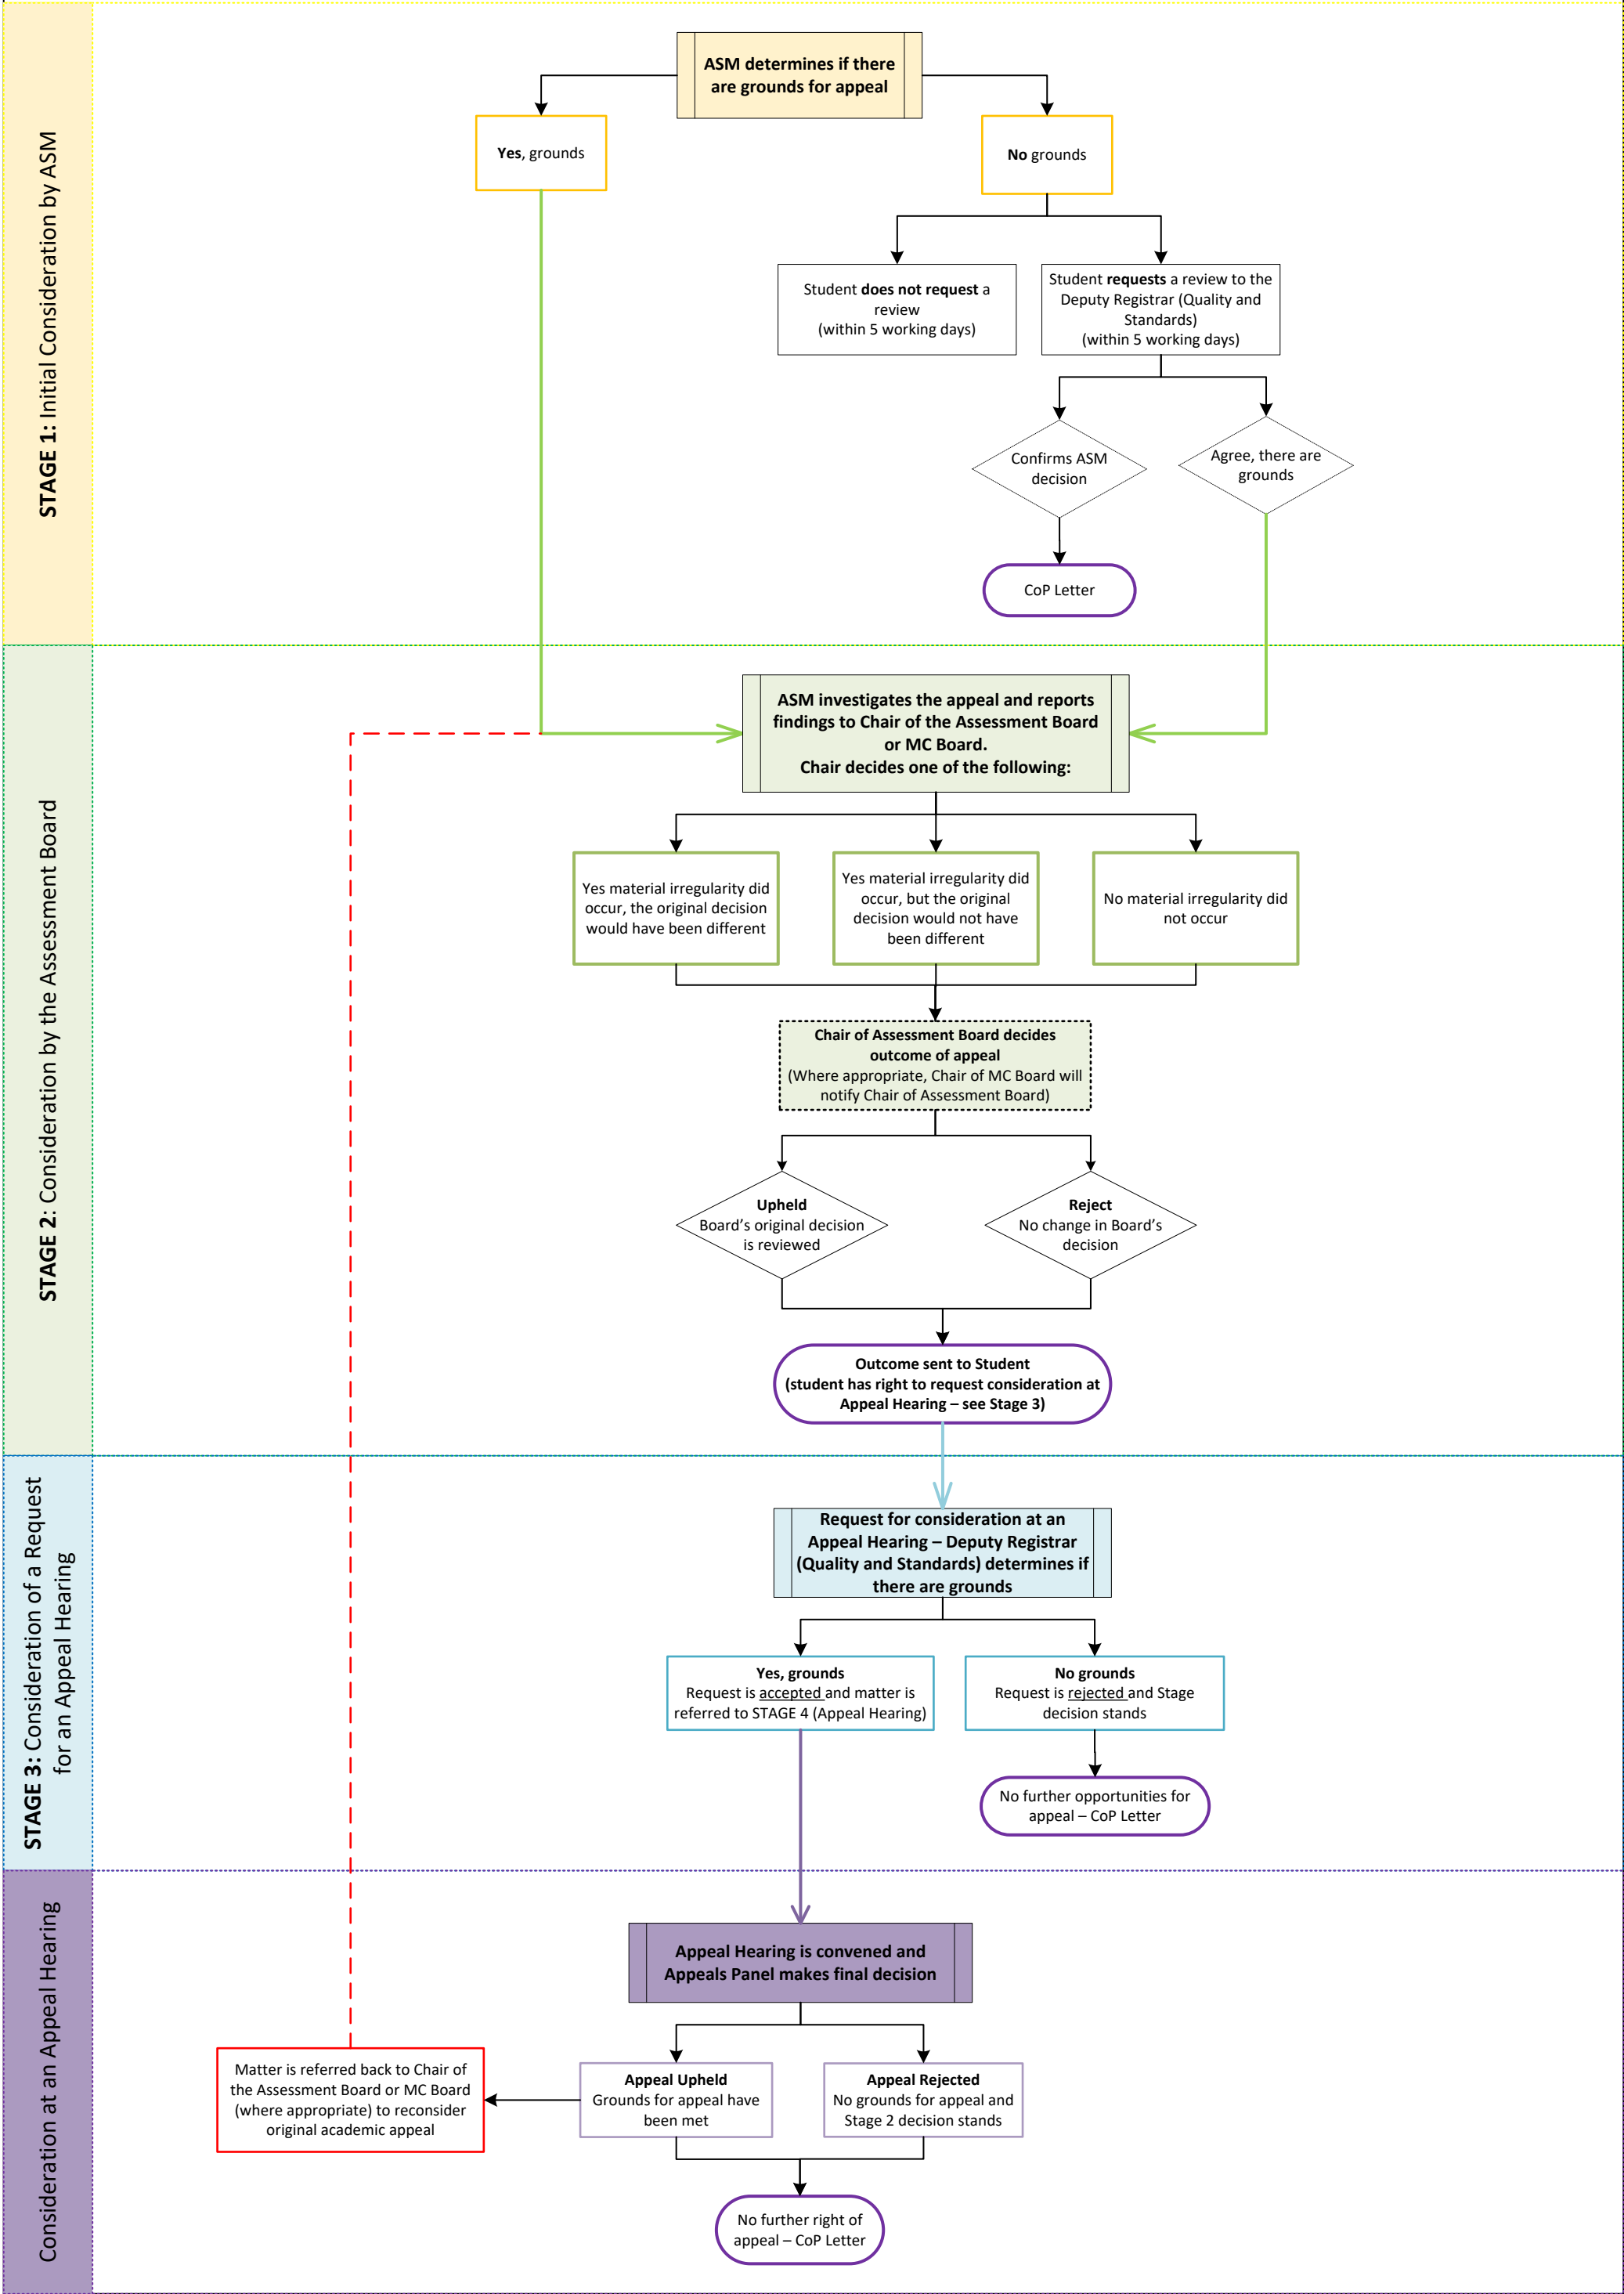 STAGE 1: Initial Consideration by ASM
ASM determines if there
are grounds for appeal
Yes, grounds
No grounds
Student does not request a
review
(within 5 working days)
Student requests a review to the
Deputy Registrar (Quality and
Standards)
(within 5 working days)
Confirms ASM
decision
Agree, there are
grounds
CoP Letter
STAGE 2: Consideration by the Assessment Board
ASM investigates the appeal and reports
findings to Chair of the Assessment Board
or MC Board.
Chair decides one of the following:
Yes material irregularity did
occur, the original decision
would have been different
Yes material irregularity did
occur, but the original
decision would not have
been different
No material irregularity did
not occur
Chair of Assessment Board decides
outcome of appeal
(Where appropriate, Chair of MC Board will
notify Chair of Assessment Board)
Upheld
Board's original decision
is reviewed
Reject
No change in Board's
decision
Outcome sent to Student
(student has right to request consideration at
Appeal Hearing – see Stage 3)
STAGE 3: Consideration of a Request
for an Appeal Hearing
Request for consideration at an
Appeal Hearing – Deputy Registrar
(Quality and Standards) determines if
there are grounds
Yes, grounds
Request is accepted and matter is
referred to STAGE 4 (Appeal Hearing)
No grounds
Request is rejected and Stage
decision stands
No further opportunities for
appeal – CoP Letter
Consideration at an Appeal Hearing
Appeal Hearing is convened and
Appeals Panel makes final decision
Matter is referred back to Chair of
the Assessment Board or MC Board
(where appropriate) to reconsider
original academic appeal
Appeal Upheld
Grounds for appeal have
been met
Appeal Rejected
No grounds for appeal and
Stage 2 decision stands
No further right of
appeal – CoP Letter